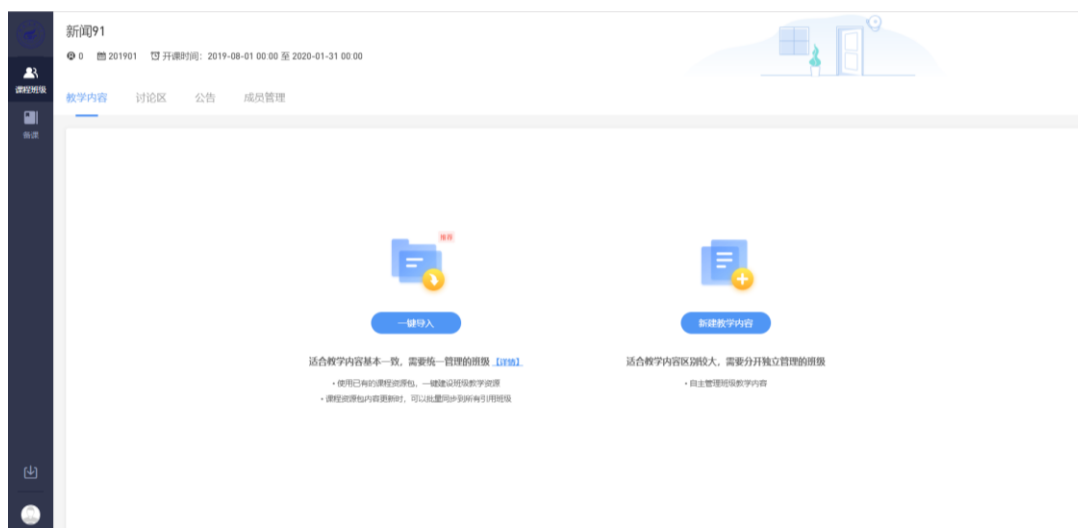 新闻91
0 201901 开课时间：2019-08-01 00:00 至 2020-01-31 00:00
课程班级
教学内容 讨论区 公告 成员管理
备课
推荐
一键导入
新建教学内容
适合教学内容基本一致，需要统一管理的班级 【详情】
适合教学内容区别较大，需要分开独立管理的班级
• 使用已有的课程资源包，一键建设班级教学资源
• 自主管理班级教学内容
• 课程资源包内容更新时，可以批量同步到所有引用班级